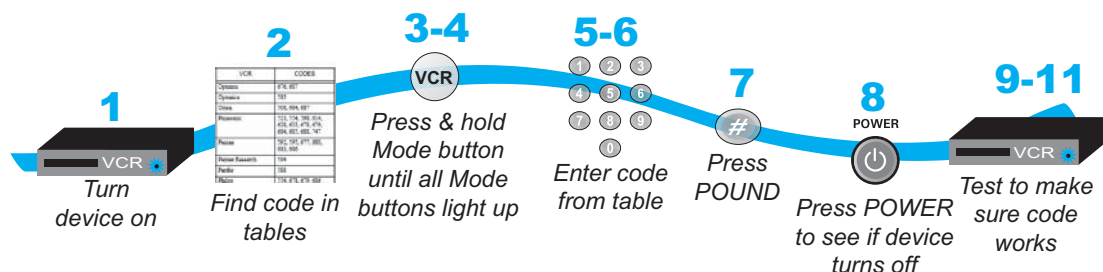 1
VCR
Turn
device on
2
VCR CODES
Find code in
tables
3-4
VCR
Press & hold
Mode button
until all Mode
buttons light up
5-6
1 2 3
4 5 6
7 8 9
0
Enter code
from table
7
#
Press
POUND
8
POWER
Press POWER
to see if device
turns off
9-11
VCR
Test to make
sure code
works